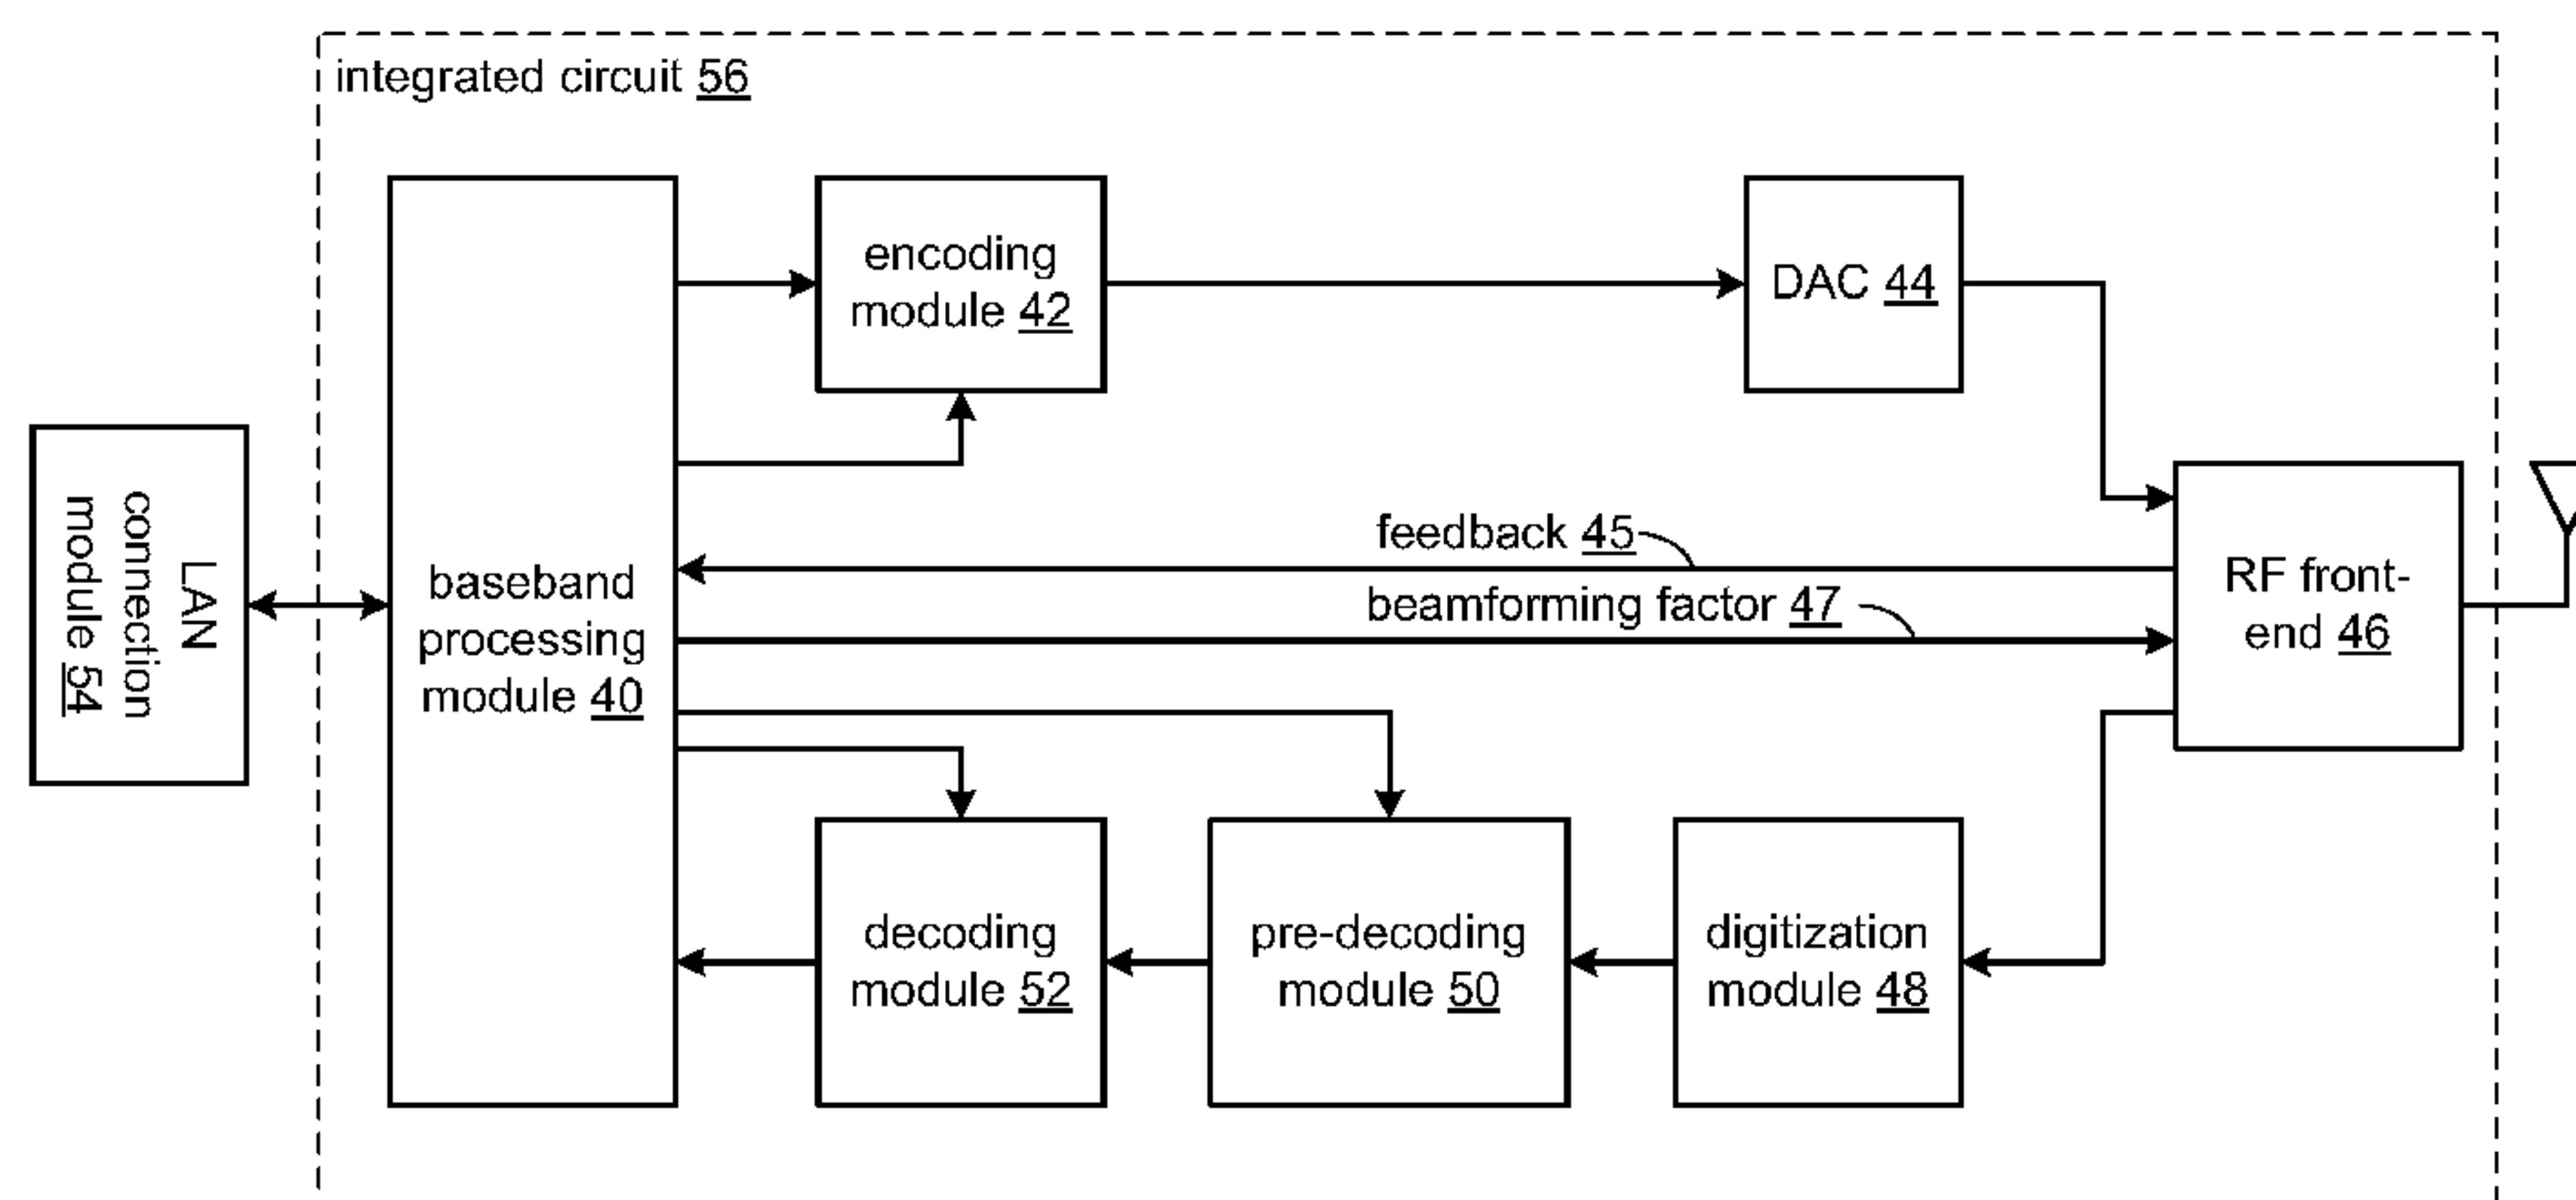 integrated circuit 56
encoding
module 42
DAC 44
LAN
connection
module 54
baseband
processing
module 40
feedback 45
beamforming factor 47
RF front-
end 46
decoding
module 52
pre-decoding
module 50
digitization
module 48